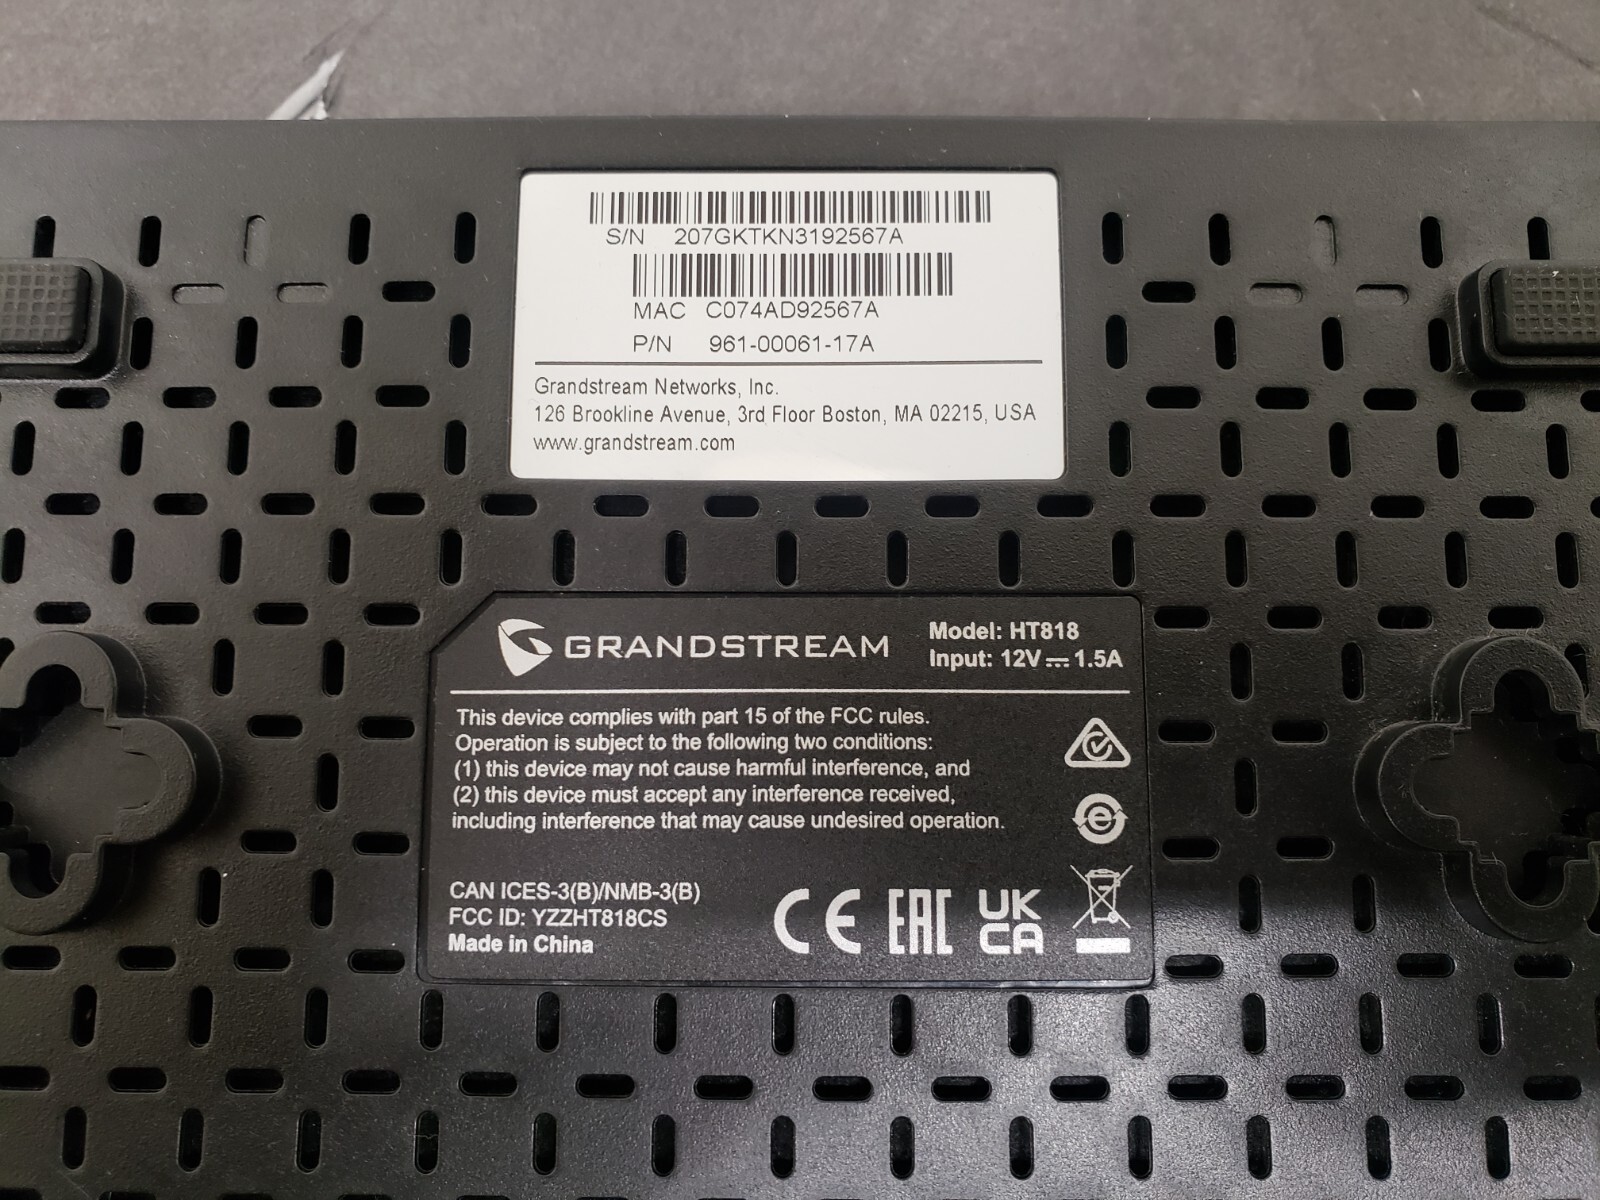 S/N 207GKTKN3192567A
MAC C074AD92567A
P/N 961-00061-17A
Grandstream Networks, Inc.
126 Brookline Avenue, 3rd Floor Boston, MA 02215, USA
www.grandstream.com
GRANDSTREAM
Model: HT818
Input: 12V⎓1.5A
This device complies with part 15 of the FCC rules.
Operation is subject to the following two conditions:
(1) this device may not cause harmful interference, and
(2) this device must accept any interference received,
including interference that may cause undesired operation.
CAN ICES-3(B)/NMB-3(B)
FCC ID: YZZHT818CS
Made in China
CE EAC UK
CA
e